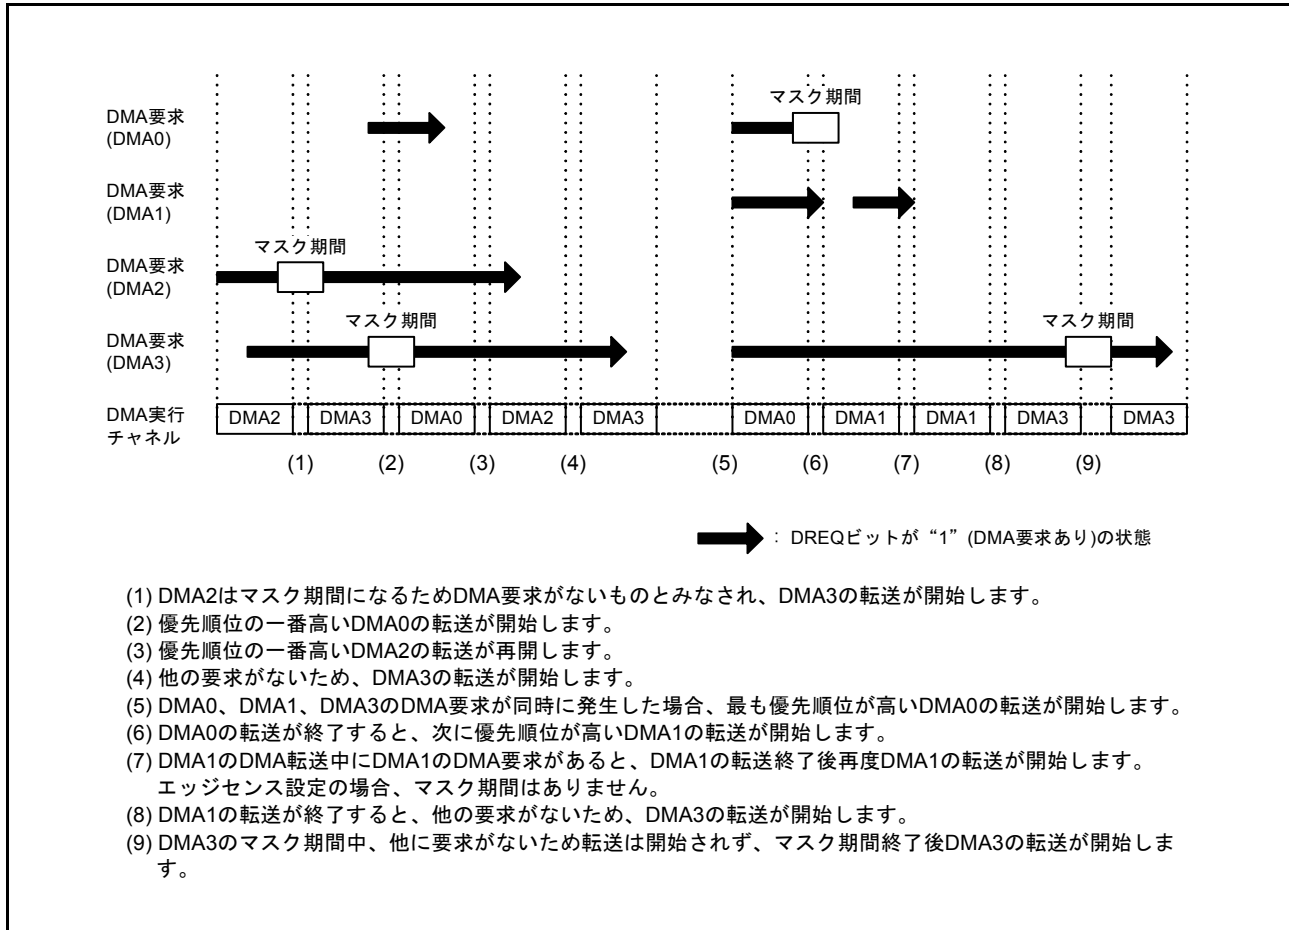 マスク期間
DMA要求
(DMA0)
DMA要求
(DMA1)
マスク期間
DMA要求
(DMA2)
マスク期間
マスク期間
DMA要求
(DMA3)
DMA実行
チャネル
DMA2 DMA3 DMA0 DMA2 DMA3 DMA0 DMA1 DMA1 DMA3 DMA3
(1) (2) (3) (4) (5) (6) (7) (8) (9)
: DREQビットが“1”(DMA要求あり)の状態
(1) DMA2はマスク期間になるためDMA要求がないものとみなされ、DMA3の転送が開始します。
(2) 優先順位の一番高いDMA0の転送が開始します。
(3) 優先順位の一番高いDMA2の転送が再開します。
(4) 他の要求がないため、DMA3の転送が開始します。
(5) DMA0、DMA1、DMA3のDMA要求が同時に発生した場合、最も優先順位が高いDMA0の転送が開始します。
(6) DMA0の転送が終了すると、次に優先順位が高いDMA1の転送が開始します。
(7) DMA1のDMA転送中にDMA1のDMA要求があると、DMA1の転送終了後再度DMA1の転送が開始します。
エッジセンス設定の場合、マスク期間はありません。
(8) DMA1の転送が終了すると、他の要求がないため、DMA3の転送が開始します。
(9) DMA3のマスク期間中、他に要求がないため転送は開始されず、マスク期間終了後DMA3の転送が開始しま
す。